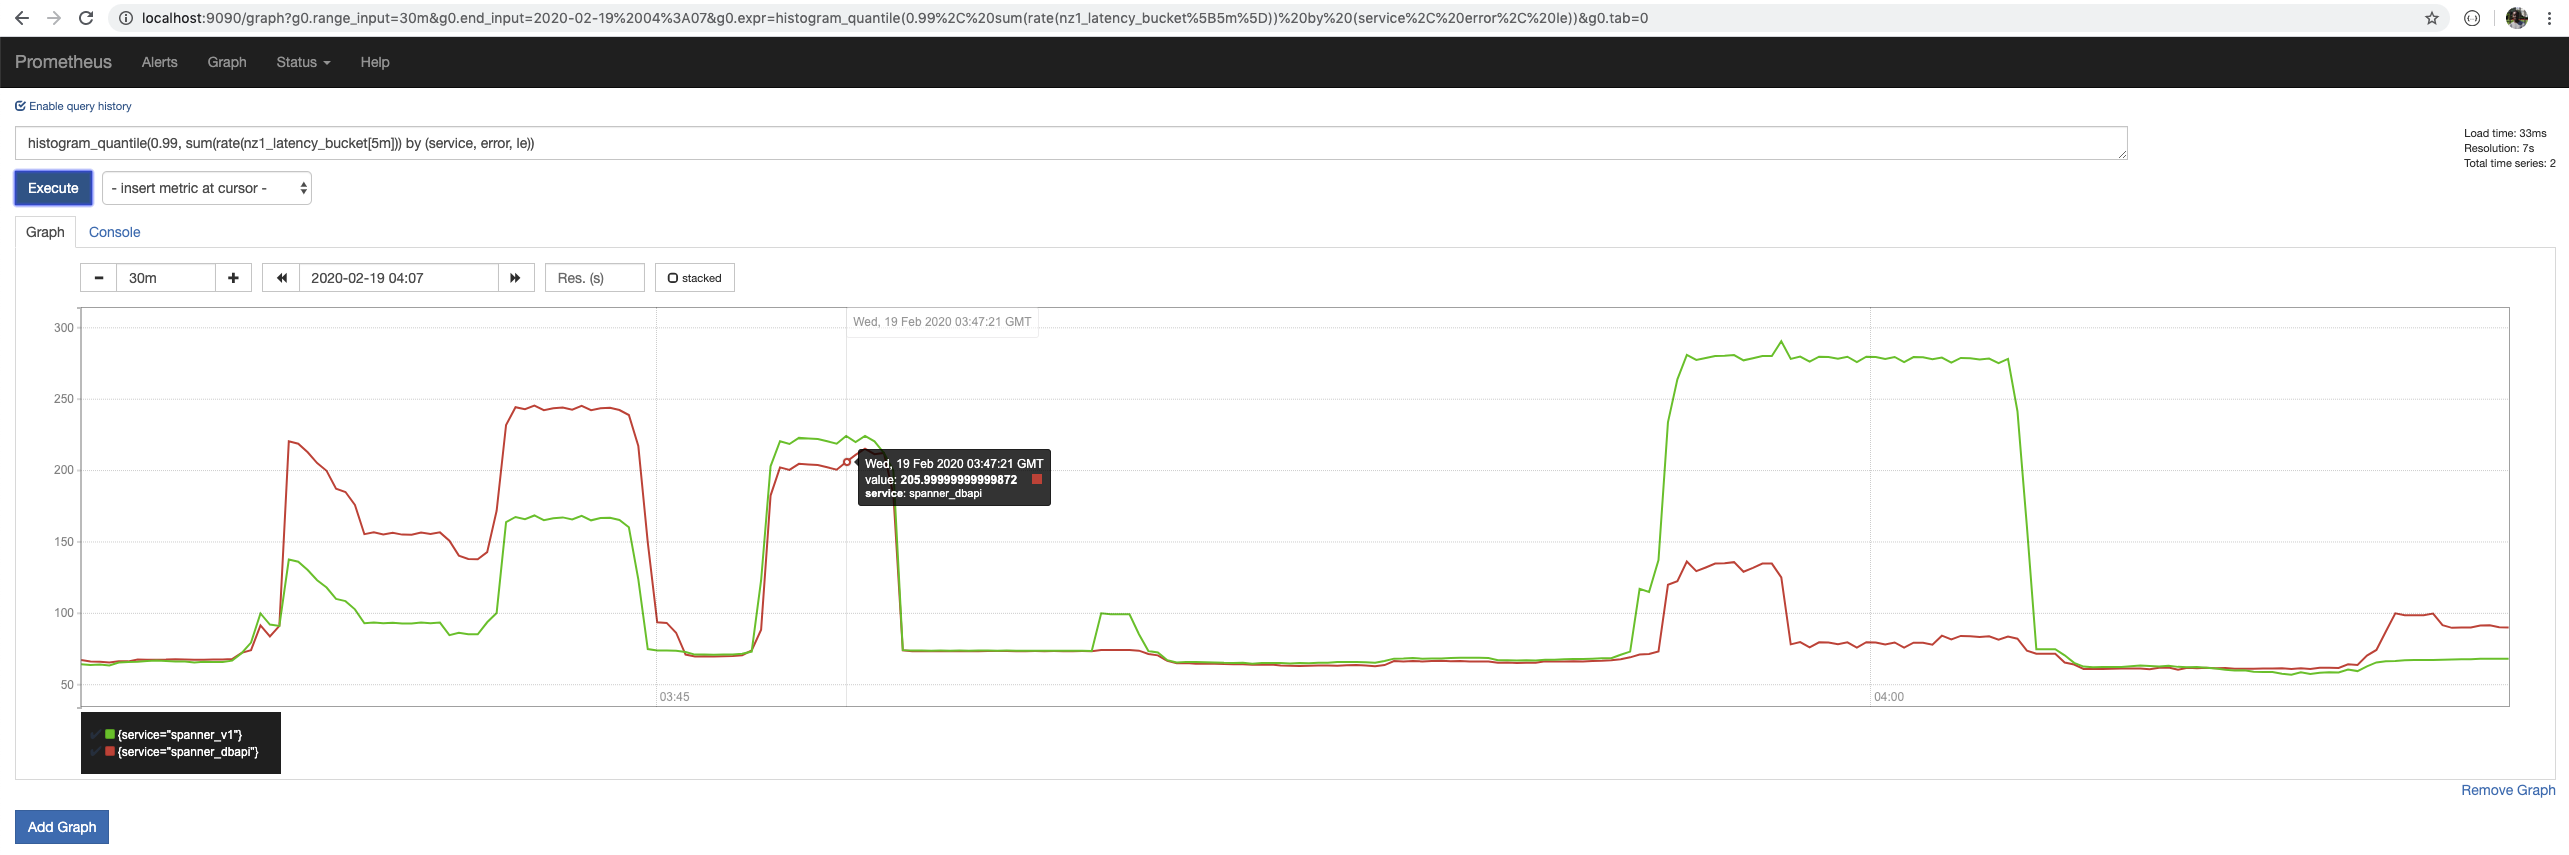 localhost:9090/graph?g0.range_input=30m&g0.end_input=2020-02-19%2004%3A07&g0.expr=histogram_quantile(0.99%2C%20sum(rate(nz1_latency_bucket%5B5m%5D))%20by%20(service%2C%20error%2C%20le))&g0.tab=0
Prometheus Alerts Graph Status Help
Enable query history
histogram_quantile(0.99, sum(rate(nz1_latency_bucket[5m])) by (service, error, le))
Load time: 33ms
Resolution: 7s
Total time series: 2
Execute - insert metric at cursor -
Graph Console
30m 2020-02-19 04:07 Res. (s) stacked
Wed, 19 Feb 2020 03:47:21 GMT
300
250
200
150
100
50
Wed, 19 Feb 2020 03:47:21 GMT
value: 205.99999999999872
service: spanner_dbapi
03:45 04:00
{service="spanner_v1"}
{service="spanner_dbapi"}
Remove Graph
Add Graph